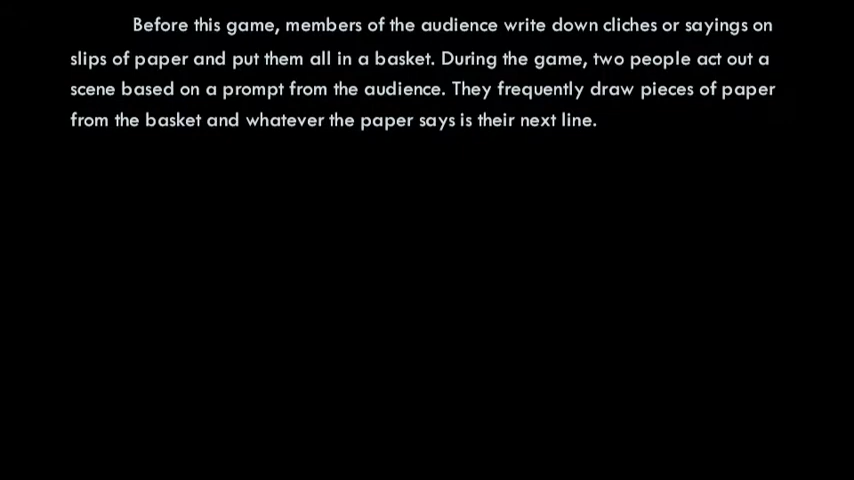 Before this game, members of the audience write down cliches or sayings on
slips of paper and put them all in a basket. During the game, two people act out a
scene based on a prompt from the audience. They frequently draw pieces of paper
from the basket and whatever the paper says is their next line.